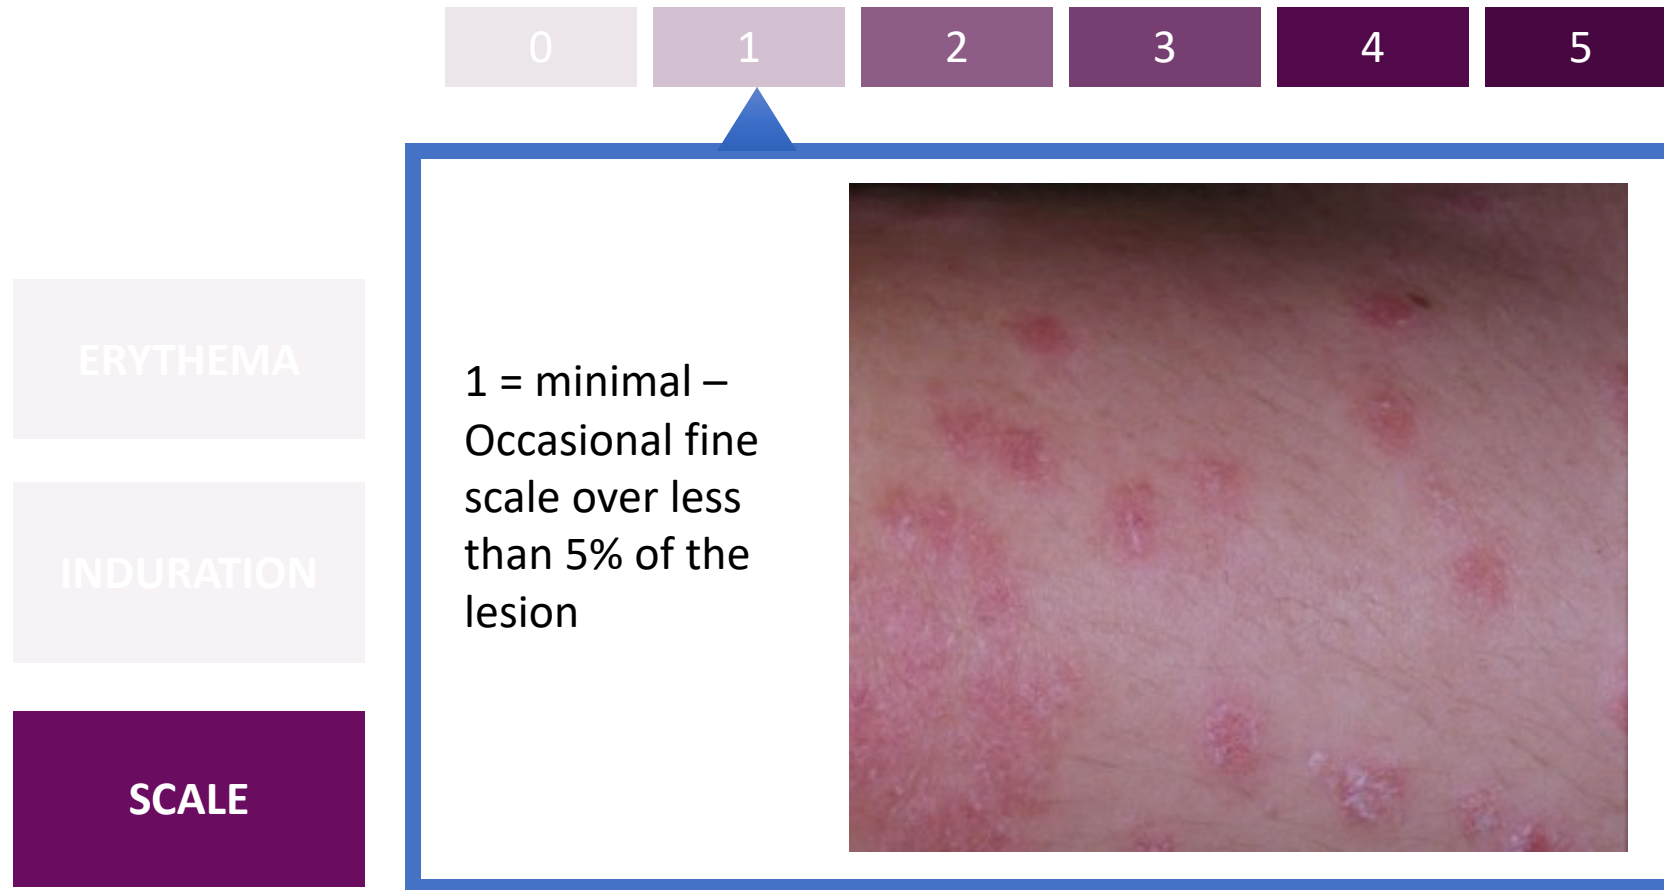 0 1 2 3 4 5
ERYTHEMA
INDURATION
SCALE
1 = minimal –
Occasional fine
scale over less
than 5% of the
lesion